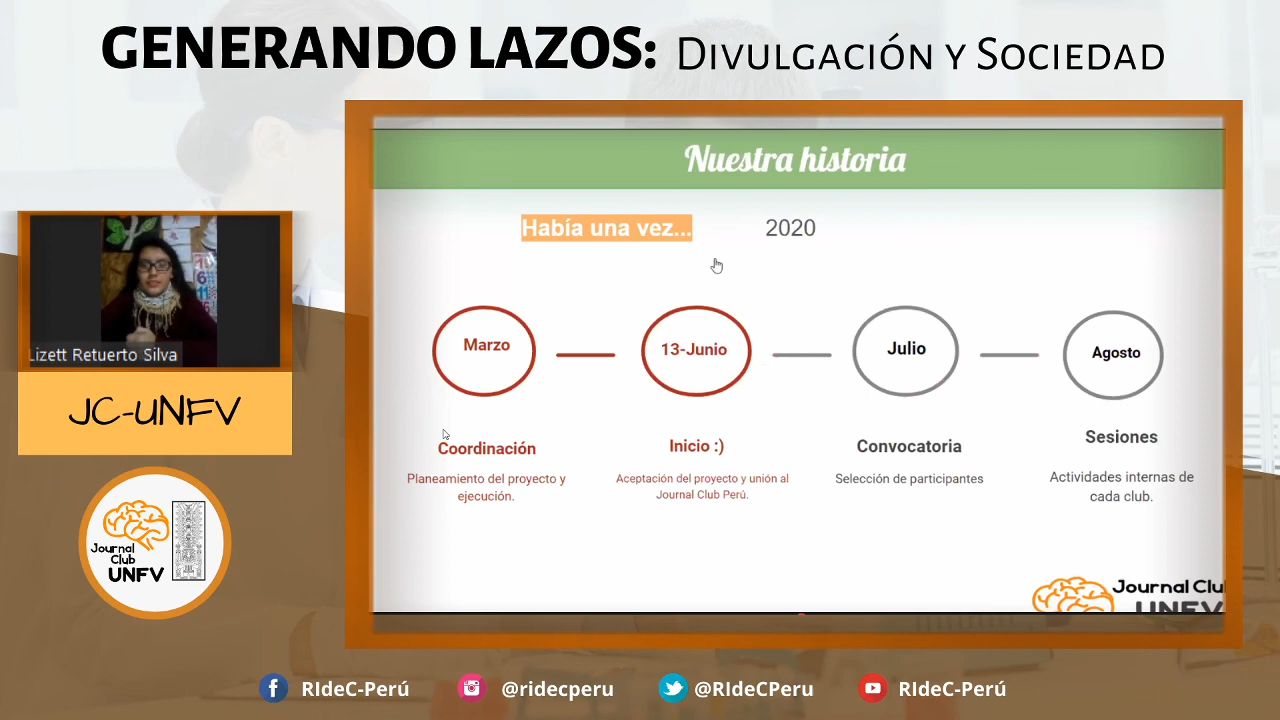 GENERANDO LAZOS: DIVULGACIÓN Y SOCIEDAD
Nuestra historia
Había una vez... 2020
Marzo
13-Junio
Julio
Agosto
Coordinación
Planeamiento del proyecto y
ejecución.
Inicio :)
Aceptación del proyecto y unión al
Journal Club Perú.
Convocatoria
Selección de participantes
Sesiones
Actividades internas de
cada club.
Journal Clu
UNFV
Lizett Retuerto Silva
JC-UNFV
Journal
Club
UNFV
RIdeC-Perú
@ridecperu
@RIdeCPeru
RIdeC-Perú